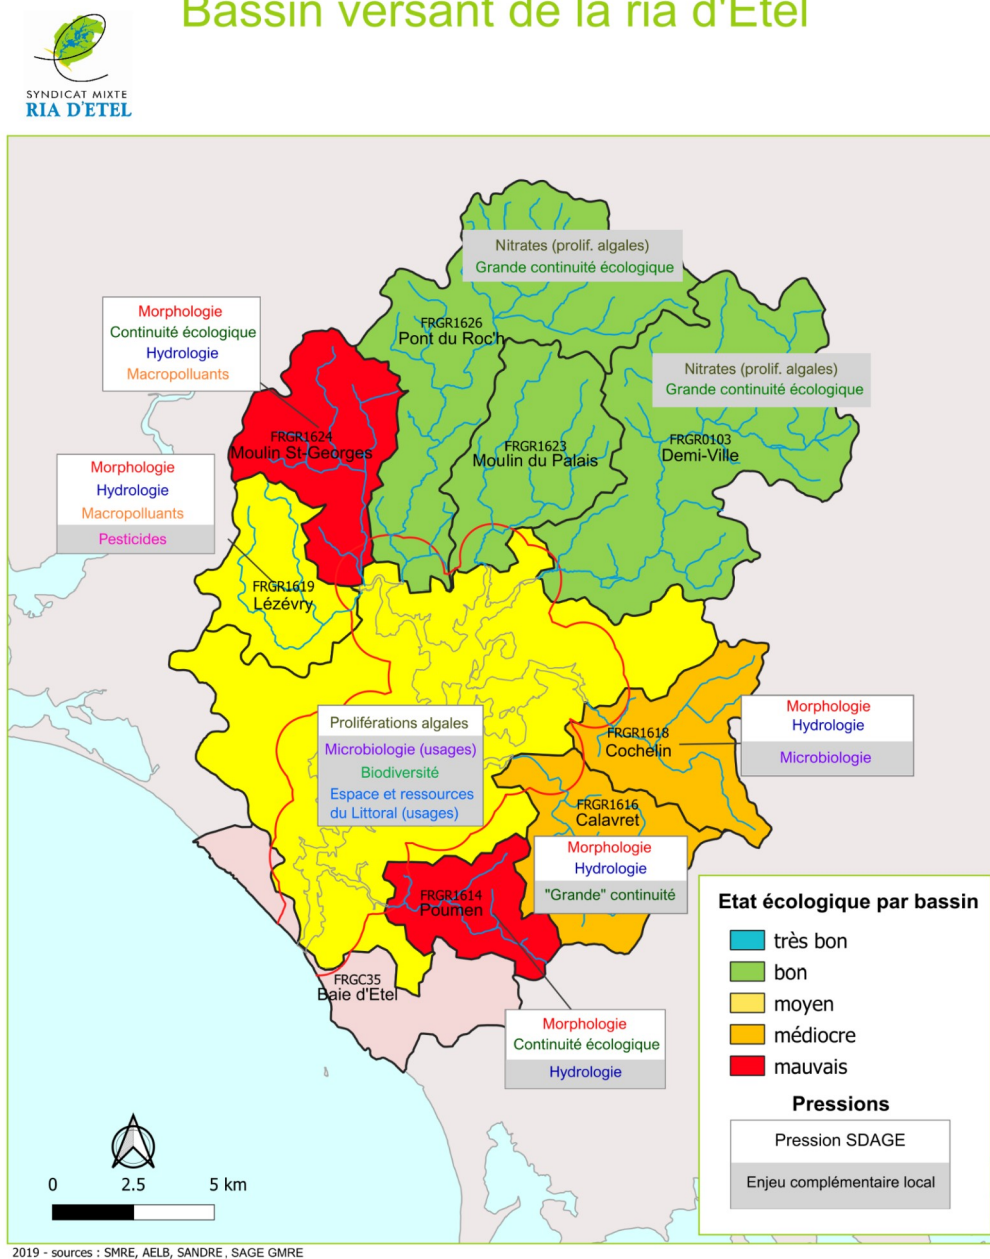 Bassin versant de la ria d'Etel
SYNDICAT MIXTE
RIA D'ETEL
Nitrates (prolif. algales)
Grande continuité écologique
Morphologie
Continuité écologique
Hydrologie
Macropolluants
FRGR1626
Pont du Roc'h
Nitrates (prolif. algales)
Grande continuité écologique
FRGR1624
Moulin St-Georges
FRGR1623
Moulin du Palais
FRGR0103
Demi-Ville
Morphologie
Hydrologie
Macropolluants
Pesticides
FRGR1619
Lézévry
Proliférations algales
Microbiologie (usages)
Biodiversité
Espace et ressources
du Littoral (usages)
FRGR1618
Cochelin
Morphologie
Hydrologie
Microbiologie
FRGR1616
Calavret
Morphologie
Hydrologie
"Grande" continuité
FRGR1614
Poumen
FRGC35
Baie d'Etel
Morphologie
Continuité écologique
Hydrologie
Etat écologique par bassin
très bon
bon
moyen
médiocre
mauvais
Pressions
Pression SDAGE
Enjeu complémentaire local
0 2.5 5 km
2019 - sources : SMRE, AELB, SANDRE , SAGE GMRE